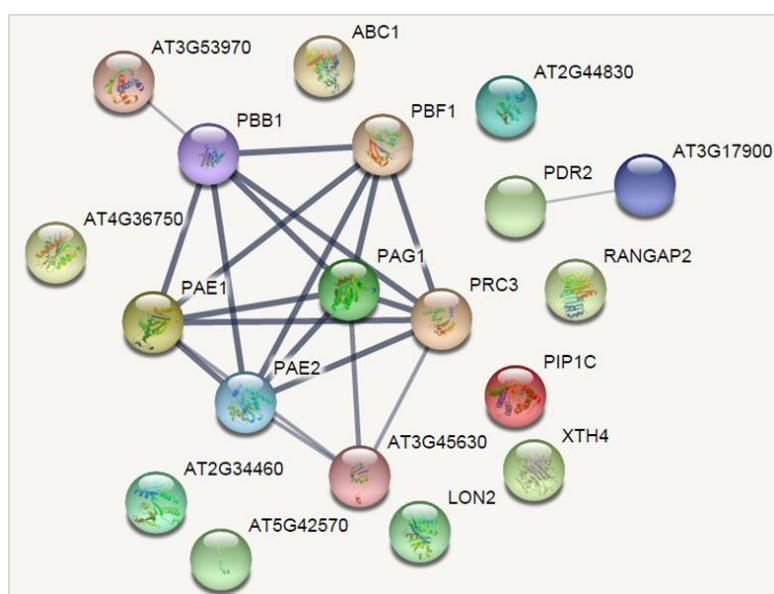 ABC1
AT3G53970
AT2G44830
PBB1
PBF1
AT3G17900
PDR2
AT4G36750
PAG1
RANGAP2
PAE1
PRC3
PAE2
PIP1C
XTH4
AT3G45630
AT2G34460
LON2
AT5G42570